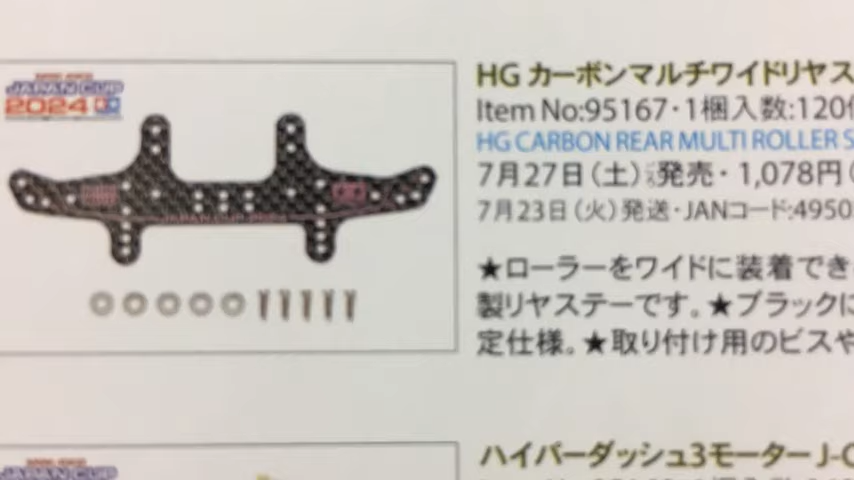 JAPAN CUP
2024
JAPAN CUP 2024
HG カーボンマルチワイドリヤス
Item No:95167・1梱入数:120
HG CARBON REAR MULTI ROLLER S
7月27日（土）発売・1,078円（
7月23日（火）発送・JANコード:4950
★ローラーをワイドに装着でき
製リヤステーです。★ブラックに
定仕様。★取り付け用のビスや
JAPAN CUP
ハイパーダッシュ3モーター J-C